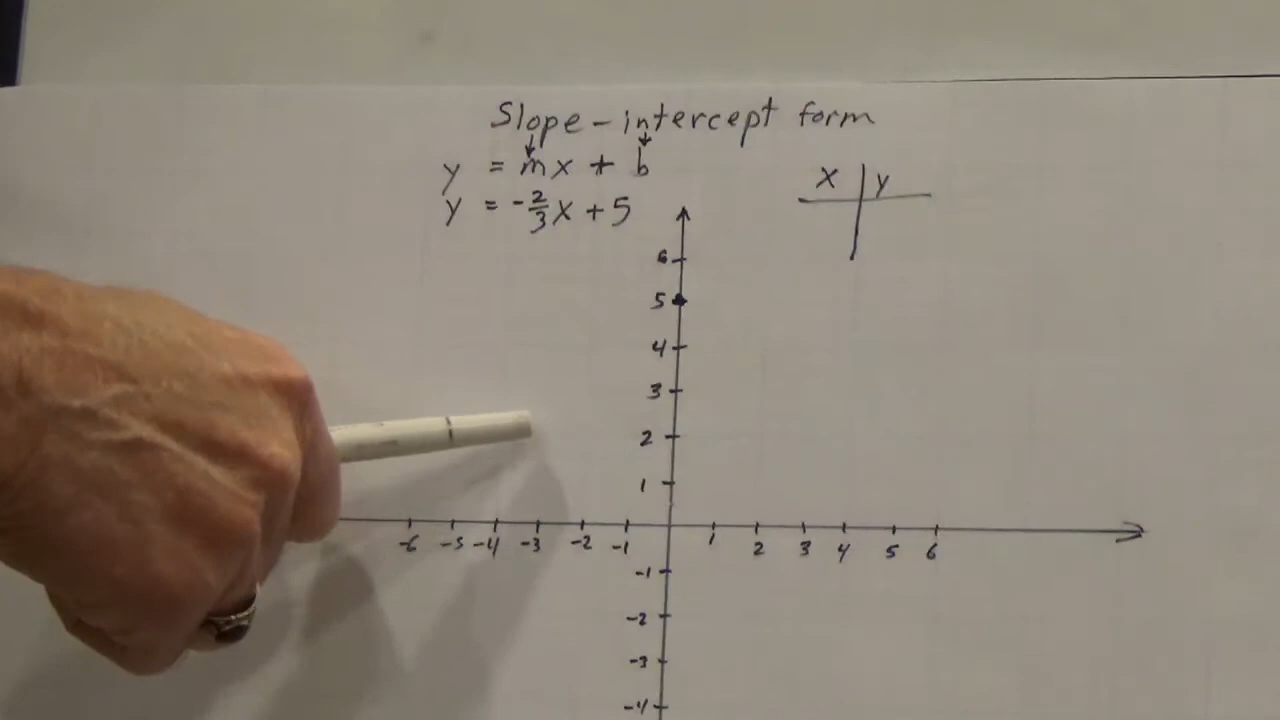 Slope-intercept form
y = mx + b
y = -2/3x + 5
x y
6
5
4
3
2
1
-6 -5 -4 -3 -2 -1 1 2 3 4 5 6
-1
-2
-3
-4